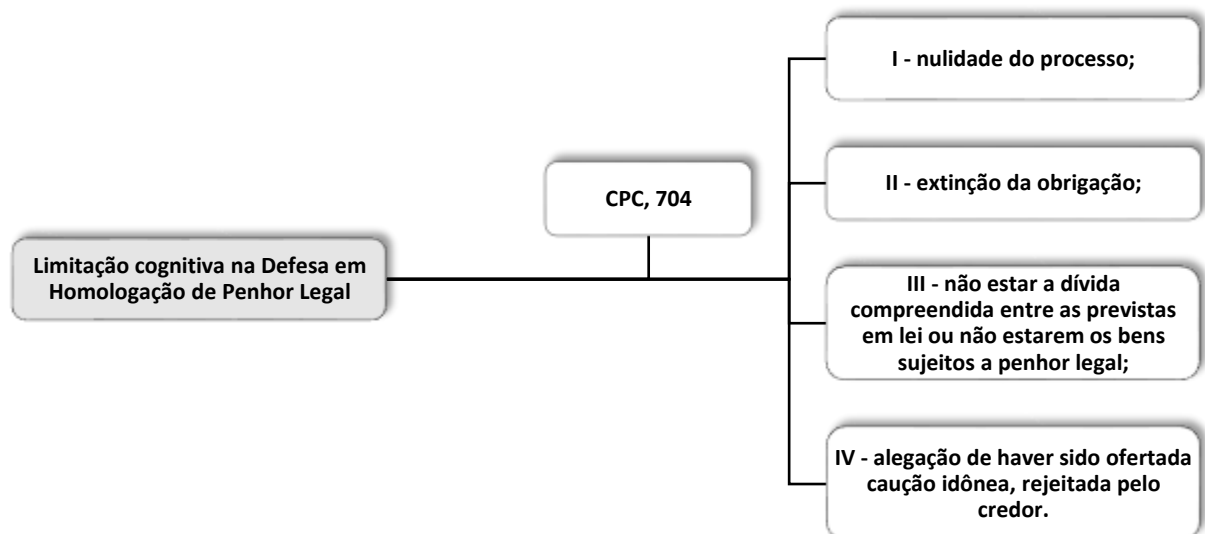 Limitação cognitiva na Defesa em
Homologação de Penhor Legal
CPC, 704
I - nulidade do processo;
II - extinção da obrigação;
III - não estar a dívida
compreendida entre as previstas
em lei ou não estarem os bens
sujeitos a penhor legal;
IV - alegação de haver sido ofertada
caução idônea, rejeitada pelo
credor.